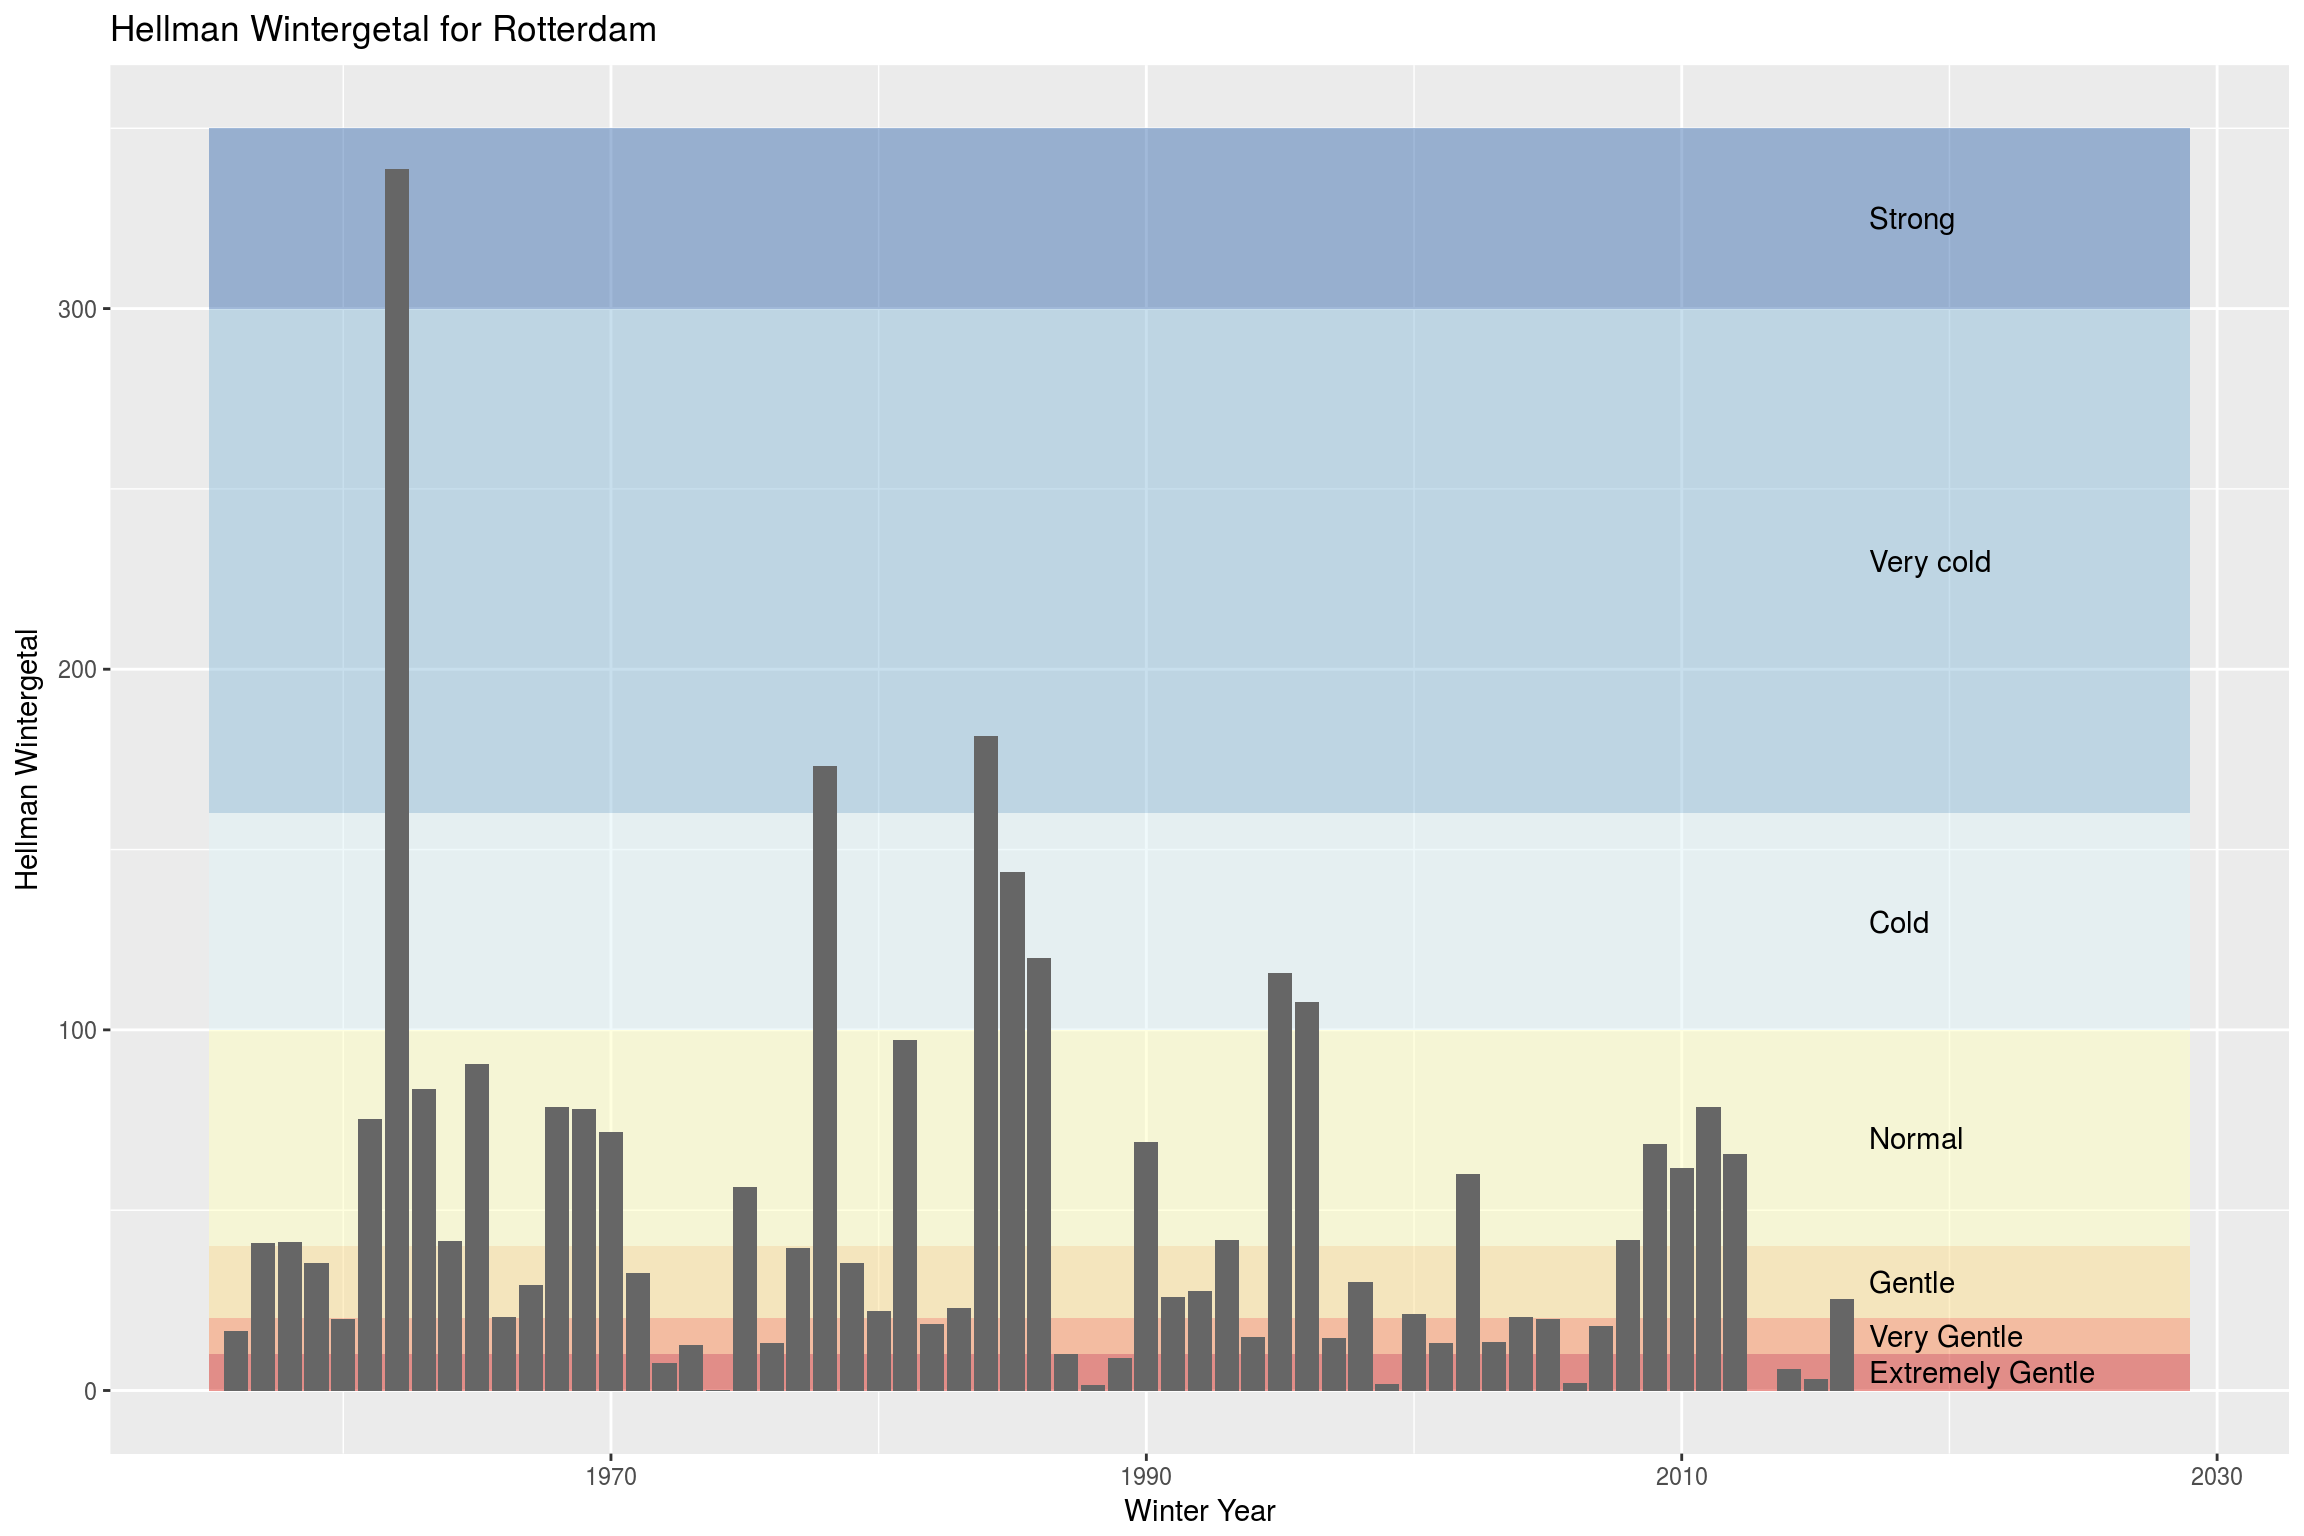 Hellman Wintergetal for Rotterdam
Strong
300
Very cold
200
Hellman Wintergetal
Cold
100
Normal
Gentle
Very Gentle
Extremely Gentle
0
1970 1990 2010 2030
Winter Year